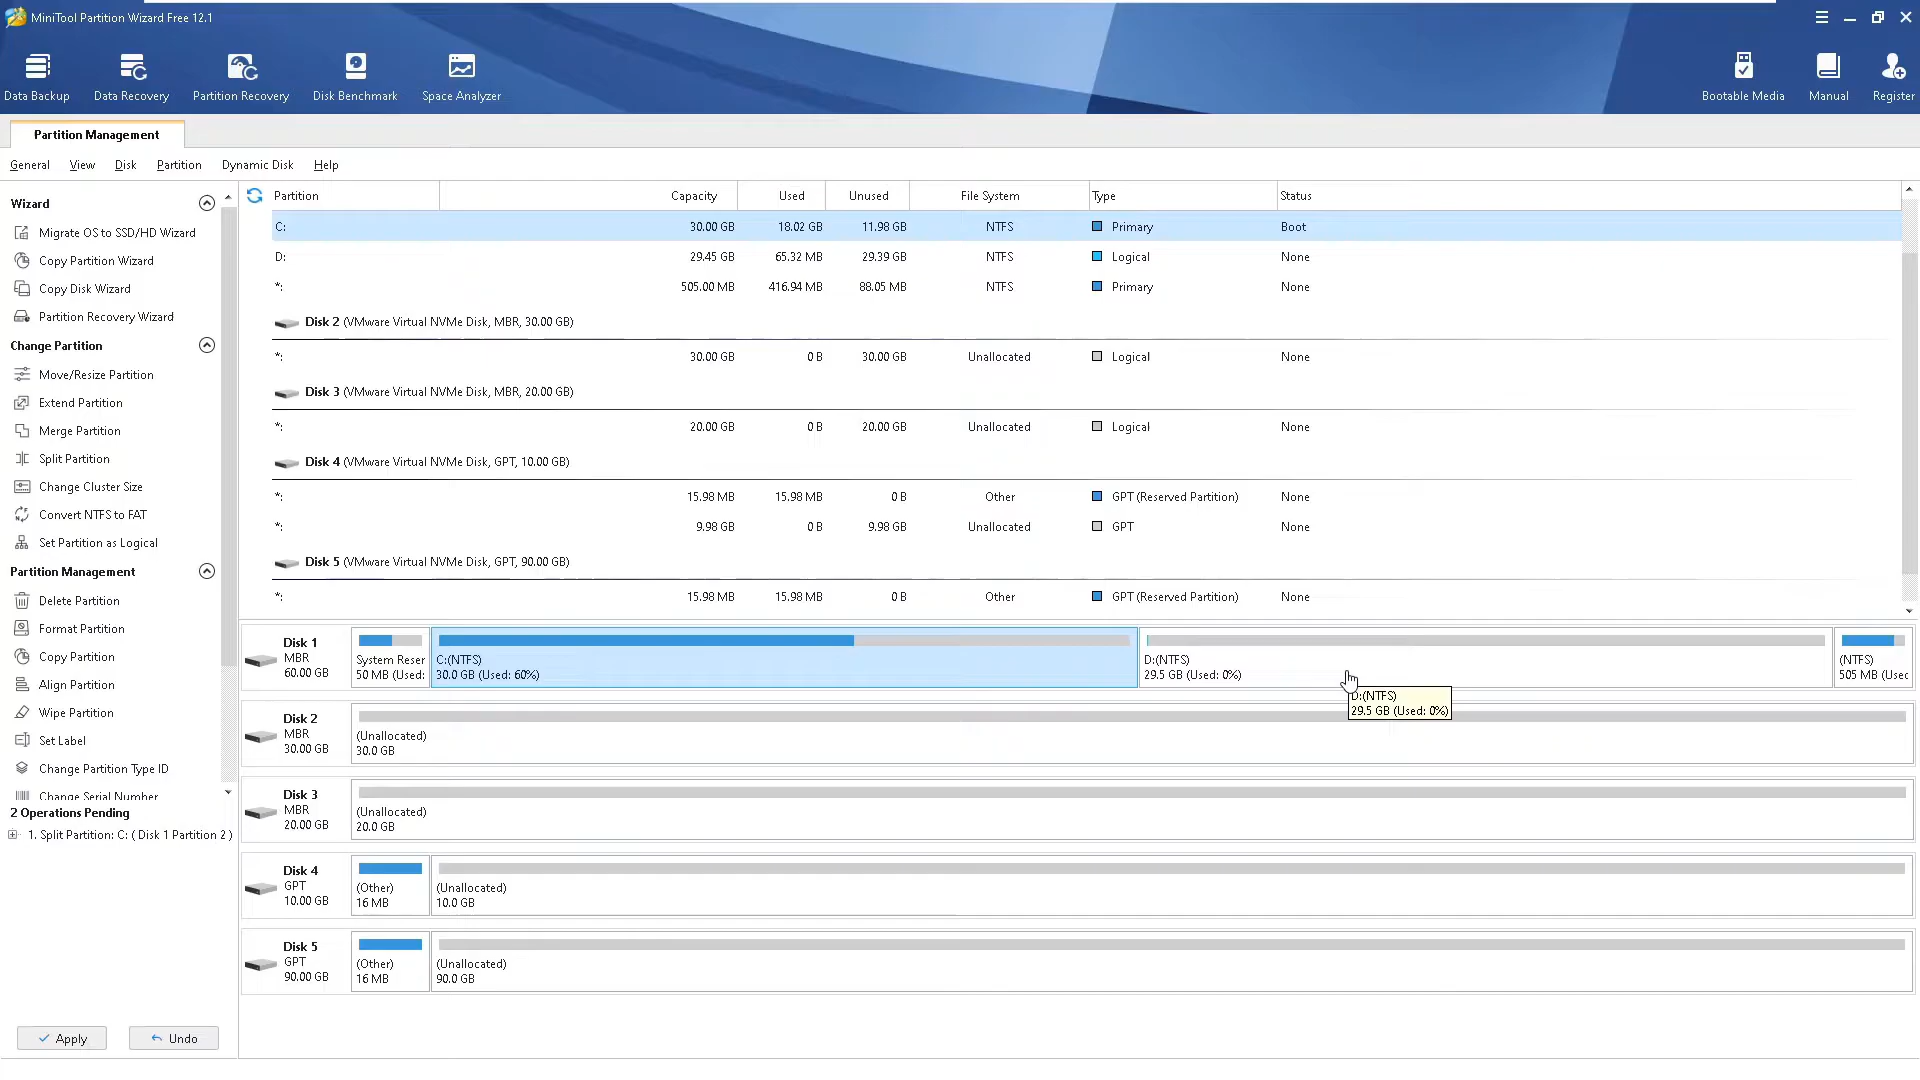 MiniTool Partition Wizard Free 12.1
Data Backup
Data Recovery
Partition Recovery
Disk Benchmark
Space Analyzer
Bootable Media
Manual
Register
Partition Management
General View Disk Partition Dynamic Disk Help
Wizard
Migrate OS to SSD/HD Wizard
Copy Partition Wizard
Copy Disk Wizard
Partition Recovery Wizard
Change Partition
Move/Resize Partition
Extend Partition
Merge Partition
Split Partition
Change Cluster Size
Convert NTFS to FAT
Set Partition as Logical
Partition Management
Delete Partition
Format Partition
Copy Partition
Align Partition
Wipe Partition
Set Label
Change Partition Type ID
Change Serial Number
2 Operations Pending
1. Split Partition: C: ( Disk 1 Partition 2 )
Apply
Undo
Partition Capacity Used Unused File System Type Status
C: 30.00 GB 18.02 GB 11.98 GB NTFS Primary Boot
D: 29.45 GB 65.32 MB 29.39 GB NTFS Logical None
*: 505.00 MB 416.94 MB 88.05 MB NTFS Primary None
Disk 2 (VMware Virtual NVMe Disk, MBR, 30.00 GB)
*: 30.00 GB 0 B 30.00 GB Unallocated Logical None
Disk 3 (VMware Virtual NVMe Disk, MBR, 20.00 GB)
*: 20.00 GB 0 B 20.00 GB Unallocated Logical None
Disk 4 (VMware Virtual NVMe Disk, GPT, 10.00 GB)
*: 15.98 MB 15.98 MB 0 B Other GPT (Reserved Partition) None
*: 9.98 GB 0 B 9.98 GB Unallocated GPT None
Disk 5 (VMware Virtual NVMe Disk, GPT, 90.00 GB)
*: 15.98 MB 15.98 MB 0 B Other GPT (Reserved Partition) None
Disk 1
MBR
60.00 GB
System Reser
50 MB (Used:
C:(NTFS)
30.0 GB (Used: 60%)
D:(NTFS)
29.5 GB (Used: 0%)
(NTFS)
505 MB (Usec
D:(NTFS)
29.5 GB (Used: 0%)
Disk 2
MBR
30.00 GB
(Unallocated)
30.0 GB
Disk 3
MBR
20.00 GB
(Unallocated)
20.0 GB
Disk 4
GPT
10.00 GB
(Other)
16 MB
(Unallocated)
10.0 GB
Disk 5
GPT
90.00 GB
(Other)
16 MB
(Unallocated)
90.0 GB